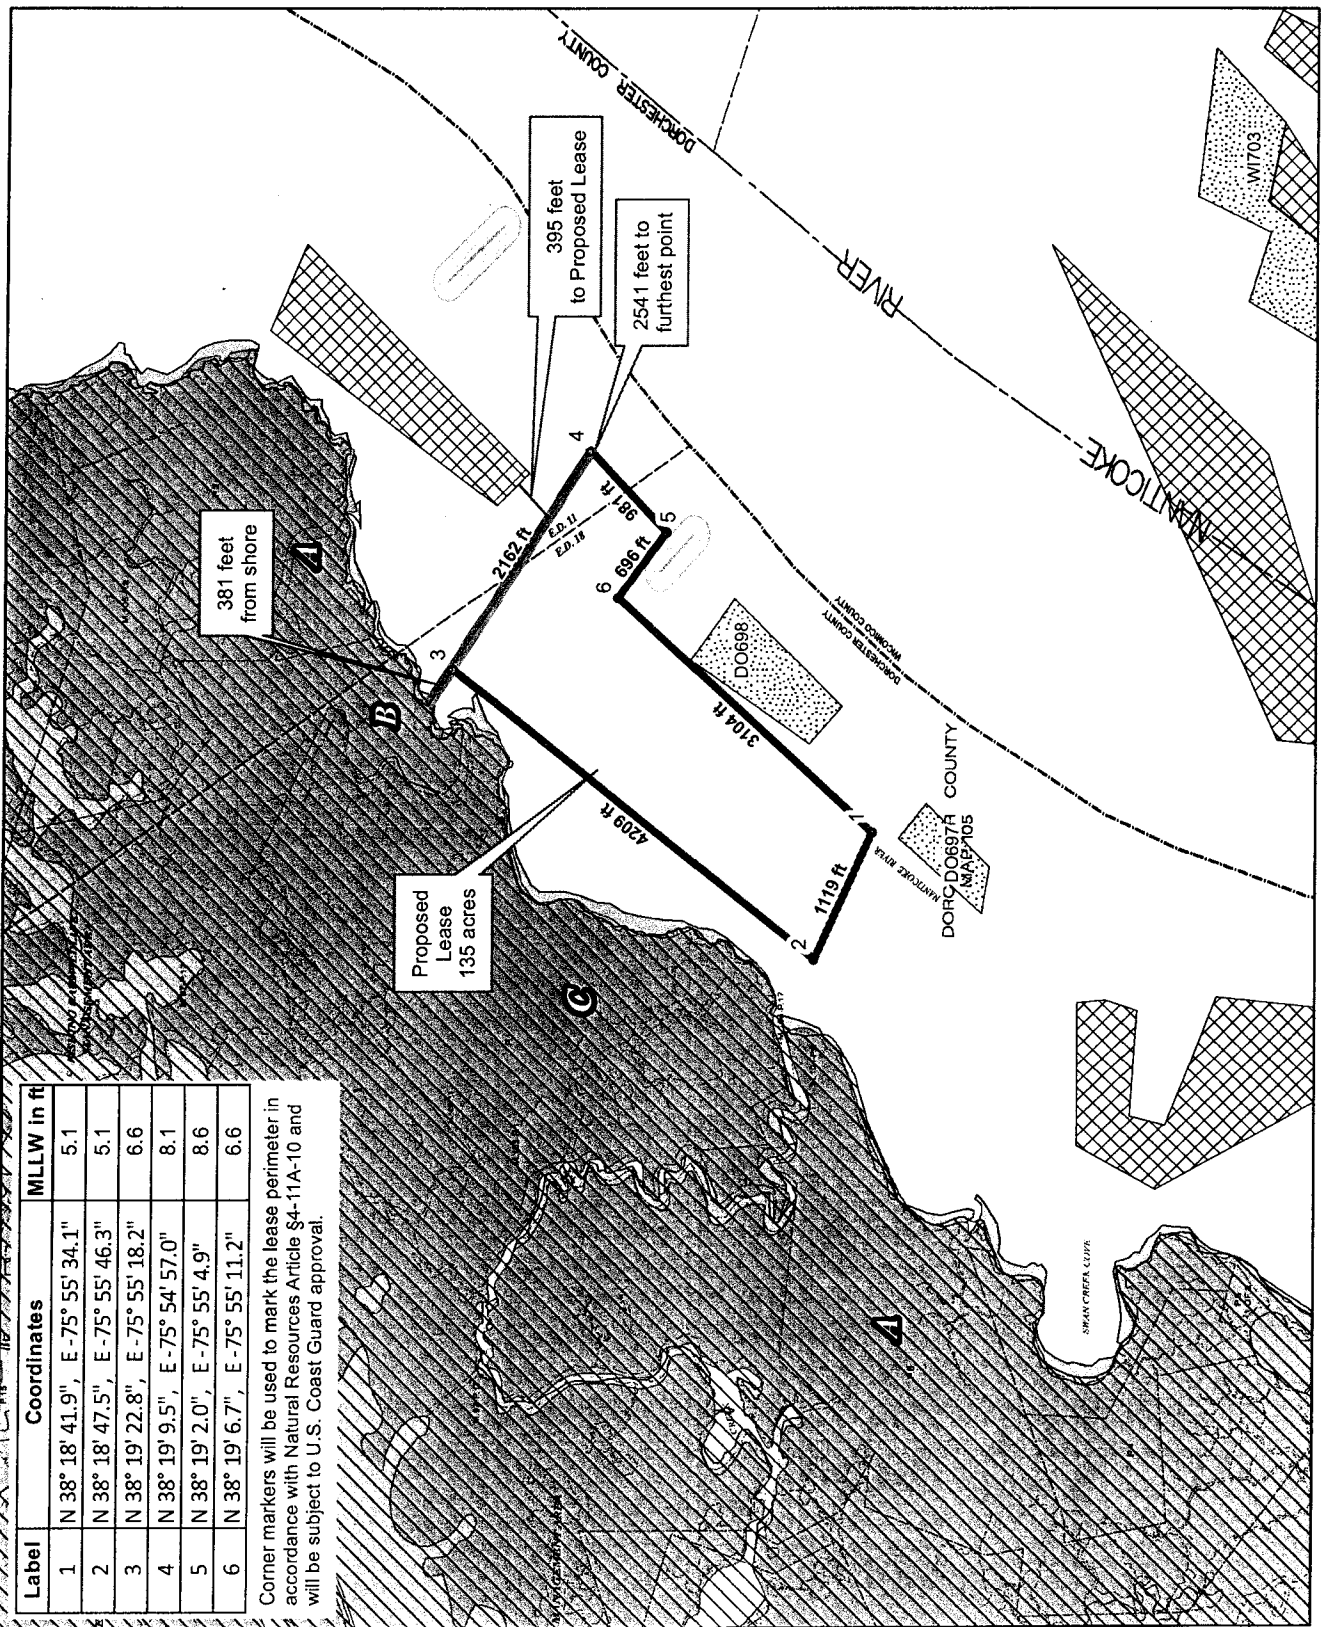 Label Coordinates MLLW in ft
1 N 38° 18' 41.9", E -75° 55' 34.1" 5.1
2 N 38° 18' 47.5", E -75° 55' 46.3" 5.1
3 N 38° 19' 22.8", E -75° 55' 18.2" 6.6
4 N 38° 19' 9.5", E -75° 54' 57.0" 8.1
5 N 38° 19' 2.0", E -75° 55' 4.9" 8.6
6 N 38° 19' 6.7", E -75° 55' 11.2" 6.6
Corner markers will be used to mark the lease perimeter in
accordance with Natural Resources Article §4-11A-10 and
will be subject to U.S. Coast Guard approval.
381 feet
from shore
A
B
C
A
Proposed
Lease
135 acres
395 feet
to Proposed Lease
2541 feet to
furthest point
3
4
5
6
2
2162 ft
981 ft
696 ft
3104 ft
4209 ft
1119 ft
E.D. 11
E.D. 18
DO698
DO697
COUNTY
MAP 105
NANTICOKE RIVER
DORCHESTER COUNTY
WICOMICO COUNTY
DORCHESTER COUNTY
NANTICOKE
RIVER
WI703
SWAN CREEK COVE